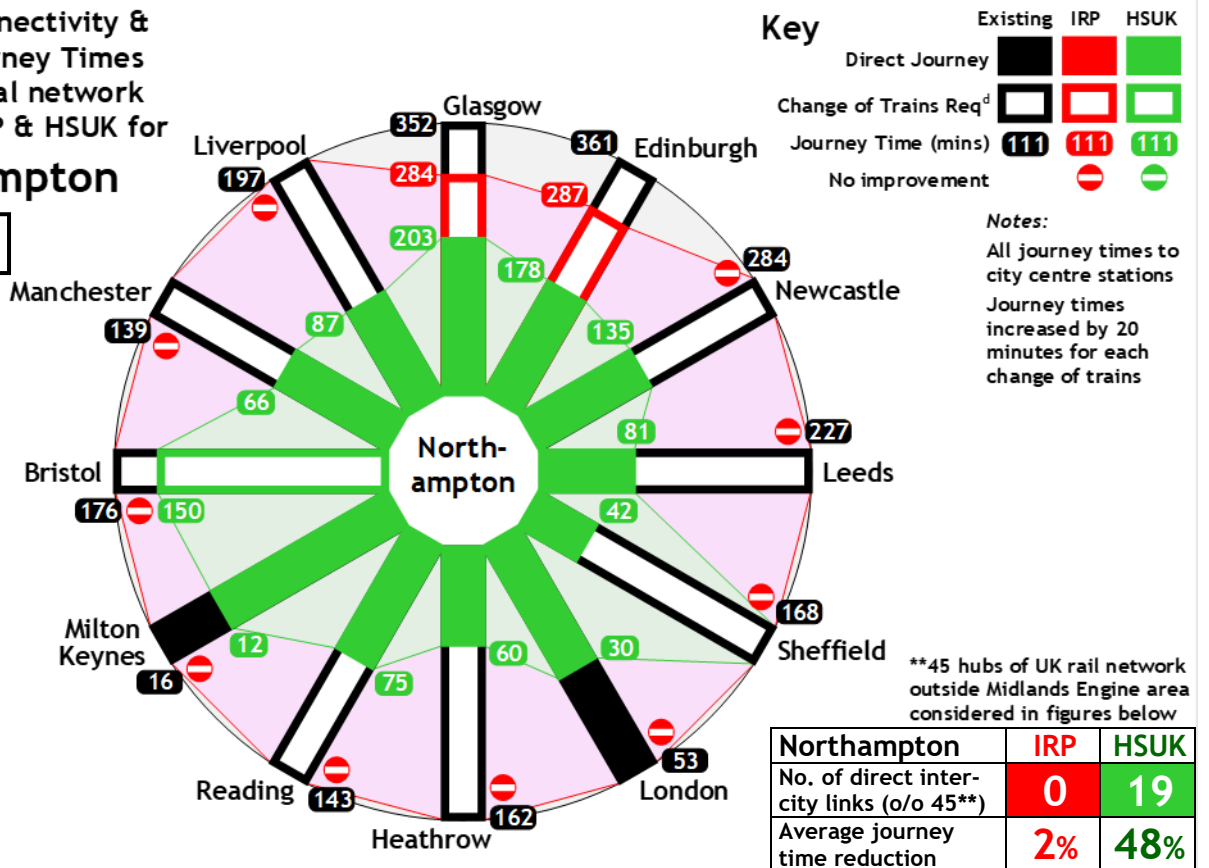 nectivity &
ney Times
al network
P & HSUK for
mpton
Key
Existing IRP HSUK
Direct Journey
Change of Trains Reqd
Journey Time (mins) 111 111 111
No improvement
Notes:
All journey times to
city centre stations
Journey times
increased by 20
minutes for each
change of trains
Glasgow
352
284
203
Edinburgh
361
287
178
Newcastle
284
135
Leeds
227
81
Sheffield
168
42
London
53
30
Heathrow
162
60
Reading
143
75
Milton
Keynes
16
12
Bristol
176
150
Manchester
139
66
Liverpool
197
87
North-
ampton
**45 hubs of UK rail network
outside Midlands Engine area
considered in figures below
Northampton IRP HSUK
No. of direct inter-
city links (o/o 45**) 0 19
Average journey
time reduction 2% 48%